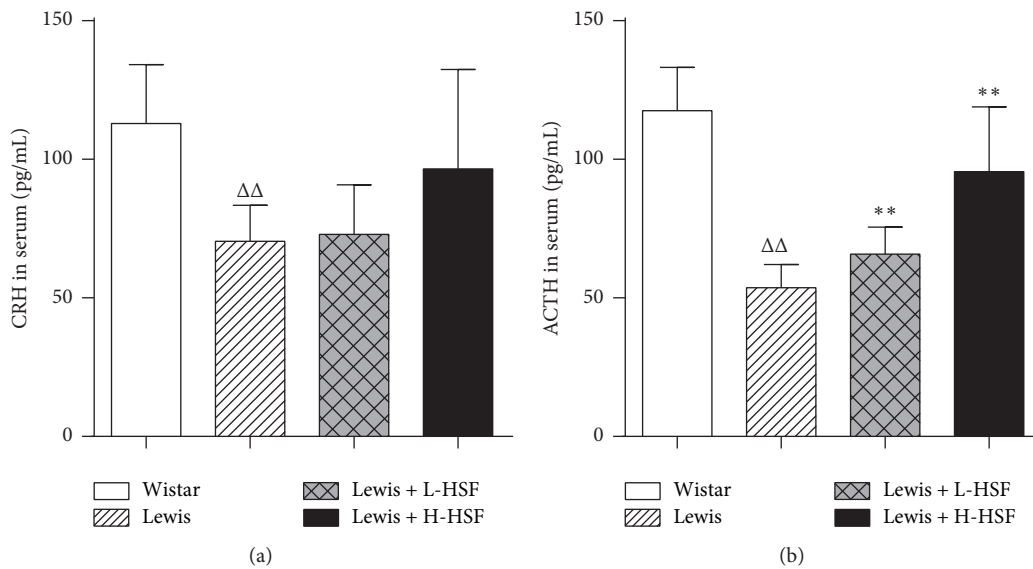 150
100
50
0
CRH in serum (pg/mL)
ΔΔ
Wistar
Lewis
Lewis + L-HSF
Lewis + H-HSF
(a)
150
100
50
0
ACTH in serum (pg/mL)
ΔΔ
**
**
Wistar
Lewis
Lewis + L-HSF
Lewis + H-HSF
(b)